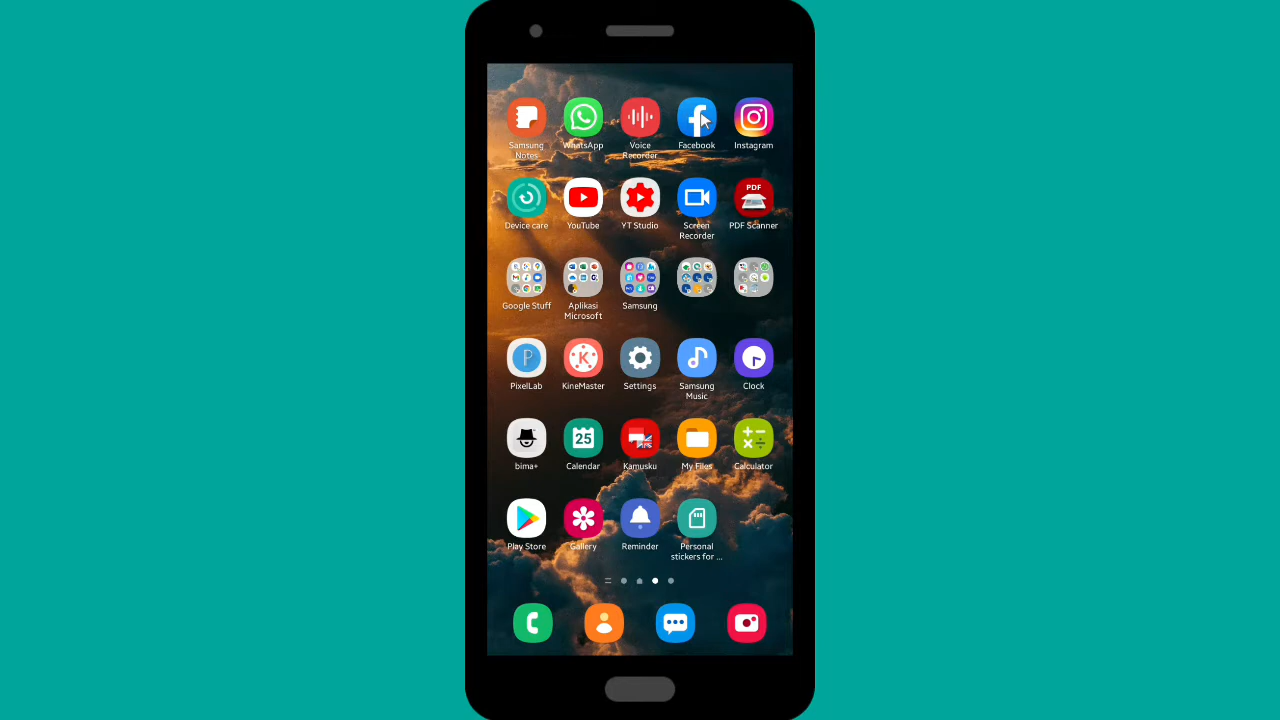 Samsung Notes
WhatsApp
Voice Recorder
Facebook
Instagram
Device care
YouTube
YT Studio
Screen Recorder
PDF
PDF Scanner
Google Stuff
Aplikasi Microsoft
Samsung
P
PixelLab
K
KineMaster
Settings
Samsung Music
Clock
bima+
25
Calendar
Kamusku
My Files
Calculator
Play Store
Gallery
Reminder
Personal stickers for ...